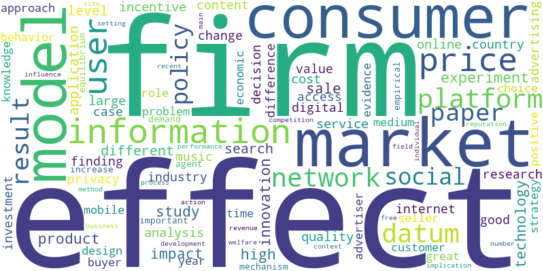 firm
effect
consumer
market
model
information
user
policy
price
platform
paper
result
network
social
datum
approach
incentive
content
site
level
main
setting
recent
change
online
country
advertising
knowledge
behavior
application
equilibrium
role
economic
decision
difference
value
cost
sale
access
digital
evidence
empirical
experiment
choice
positive
influence
large
case
problem
demand
competition
reputation
different
service
medium
individual
finding
music
search
field
research
increase
performance
agent
privacy
industry
innovation
investment
method
process
action
advertiser
internet
seller
free
good
technology
strategy
mobile
study
important
time
business
development
revenue
welfare
quality
customer
number
product
design
analysis
impact
high
context
great
buyer
year
mechanism
implication